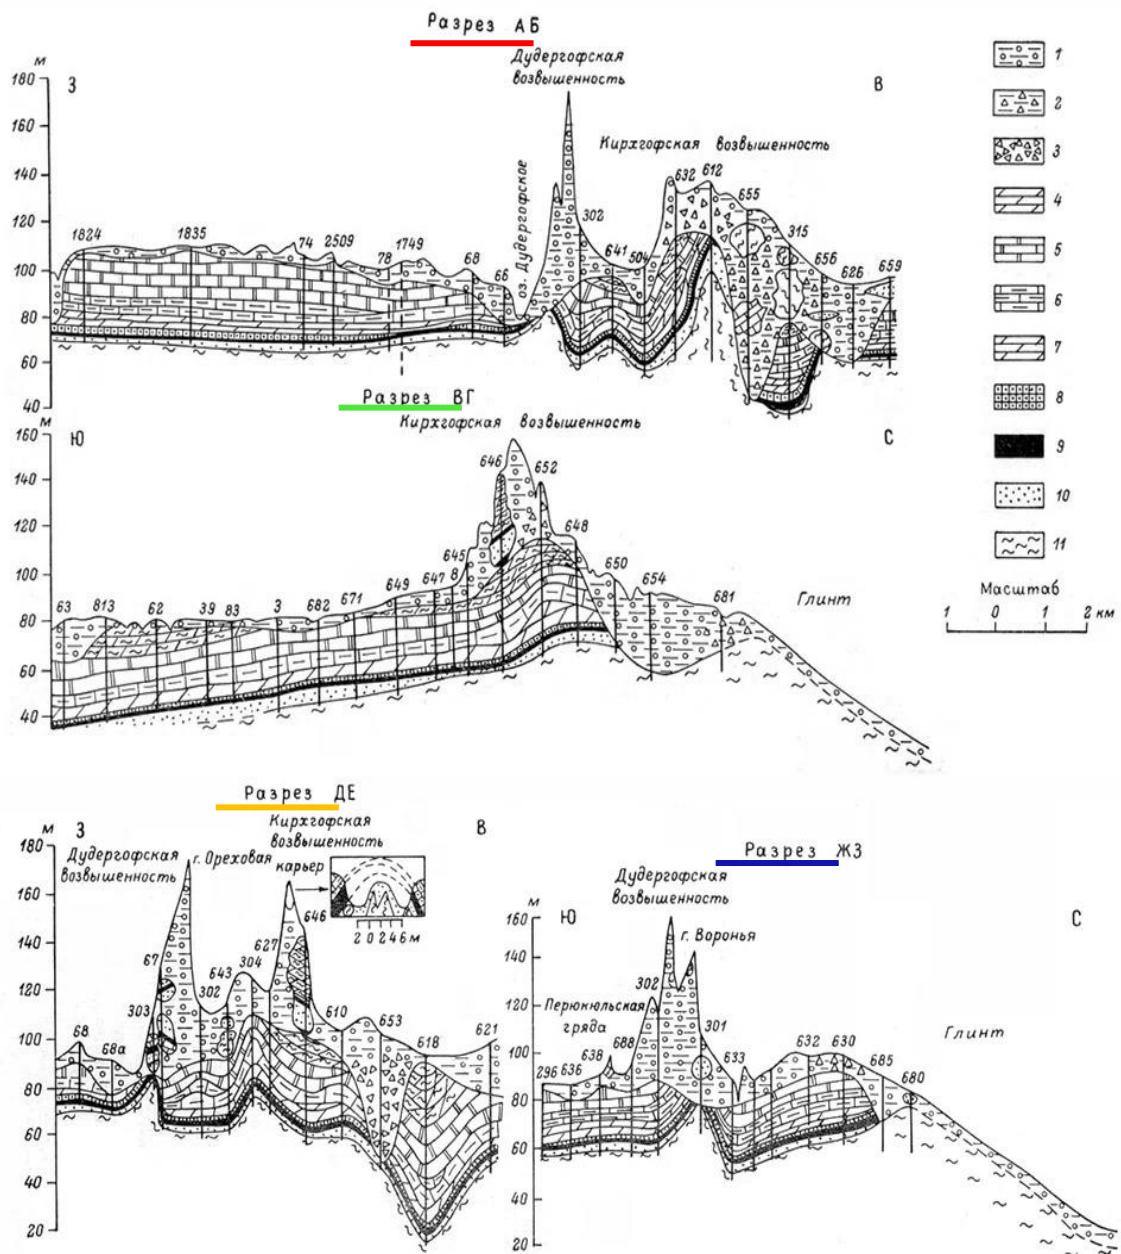 Разрез АБ
м
З
Дудергофская
возвышенность
В
Кирхгофская возвышенность
оз. Дудергофское
180
160
140
120
100
80
60
40
1824
1835
74
2509
78
1749
68
66
302
641
504
632
612
655
315
656
626
659
1
2
3
4
5
6
7
8
9
10
11
Масштаб
1 0 1 2 км
Разрез ВГ
м
Ю
Кирхгофская возвышенность
С
160
140
120
100
80
60
40
63
813
62
39
83
3
682
671
649
647
8
645
646
652
648
650
654
681
Глинт
Разрез ДЕ
м
З
В
Дудергофская
возвышенность
г. Ореховая
Кирхгофская
возвышенность
карьер
2 0 2 4 6 м
180
160
140
120
100
80
60
40
20
68
68а
303
67
302
643
304
627
646
610
653
618
621
Разрез ЖЗ
м
Ю
Дудергофская
возвышенность
С
г. Воронья
Перюкюльская
гряда
Глинт
160
140
120
100
80
60
40
20
296
636
638
688
302
301
633
632
630
685
680